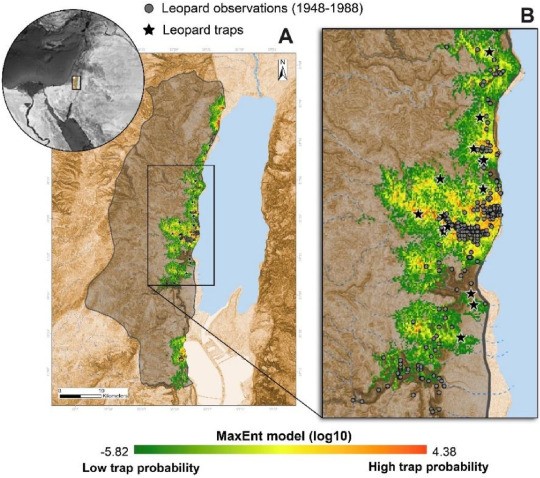 Leopard observations (1948-1988)
Leopard traps
A
B
N
0
Kilometers
MaxEnt model (log10)
-5.82
4.38
Low trap probability
High trap probability